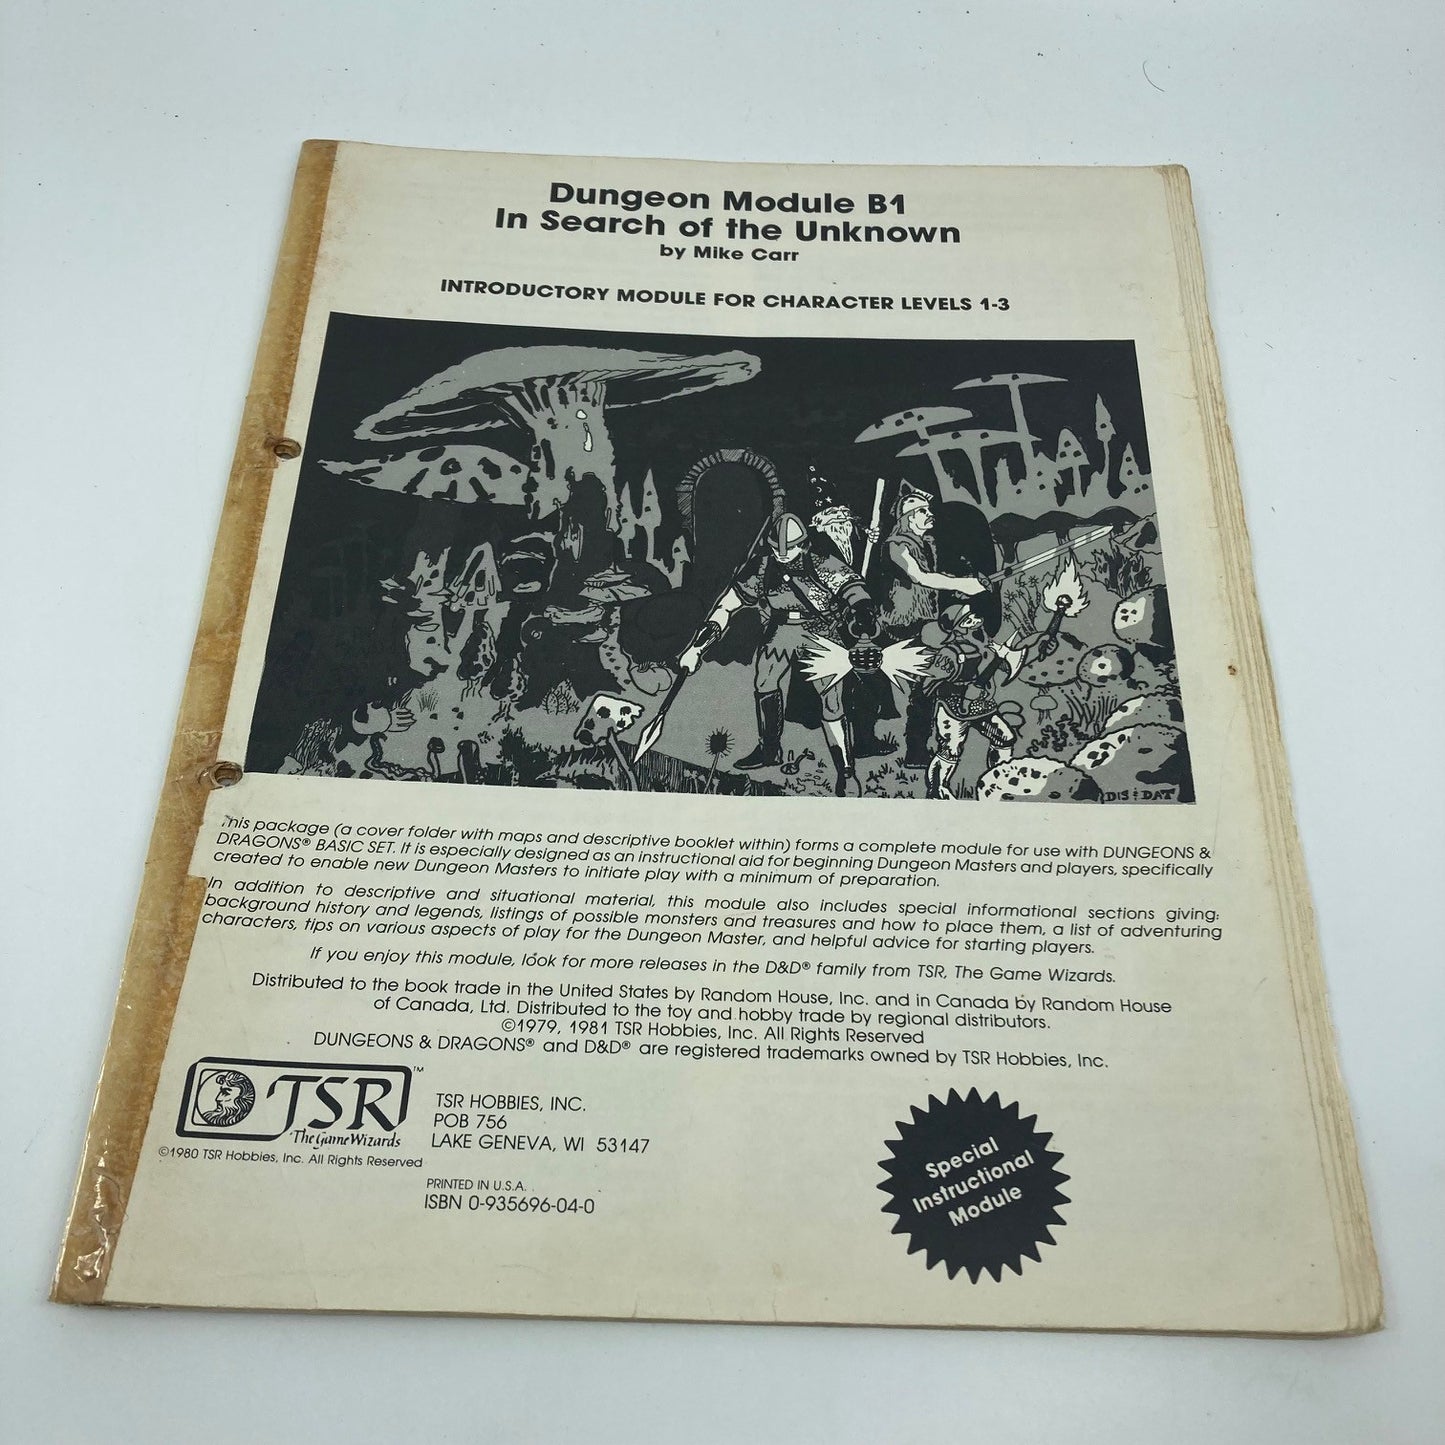 Dungeon Module B1
In Search of the Unknown
by Mike Carr
INTRODUCTORY MODULE FOR CHARACTER LEVELS 1-3
DIS & DAT
This package (a cover folder with maps and descriptive booklet within) forms a complete module for use with DUNGEONS &
DRAGONS® BASIC SET. It is especially designed as an instructional aid for beginning Dungeon Masters and players, specifically
created to enable new Dungeon Masters to initiate play with a minimum of preparation.
In addition to descriptive and situational material, this module also includes special informational sections giving:
background history and legends, listings of possible monsters and treasures and how to place them, a list of adventuring
characters, tips on various aspects of play for the Dungeon Master, and helpful advice for starting players.
If you enjoy this module, look for more releases in the D&D® family from TSR, The Game Wizards.
Distributed to the book trade in the United States by Random House, Inc. and in Canada by Random House
of Canada, Ltd. Distributed to the toy and hobby trade by regional distributors.
©1979, 1981 TSR Hobbies, Inc. All Rights Reserved
DUNGEONS & DRAGONS® and D&D® are registered trademarks owned by TSR Hobbies, Inc.
TSR™
The Game Wizards
©1980 TSR Hobbies, Inc. All Rights Reserved
TSR HOBBIES, INC.
POB 756
LAKE GENEVA, WI 53147
PRINTED IN U.S.A.
ISBN 0-935696-04-0
Special
Instructional
Module